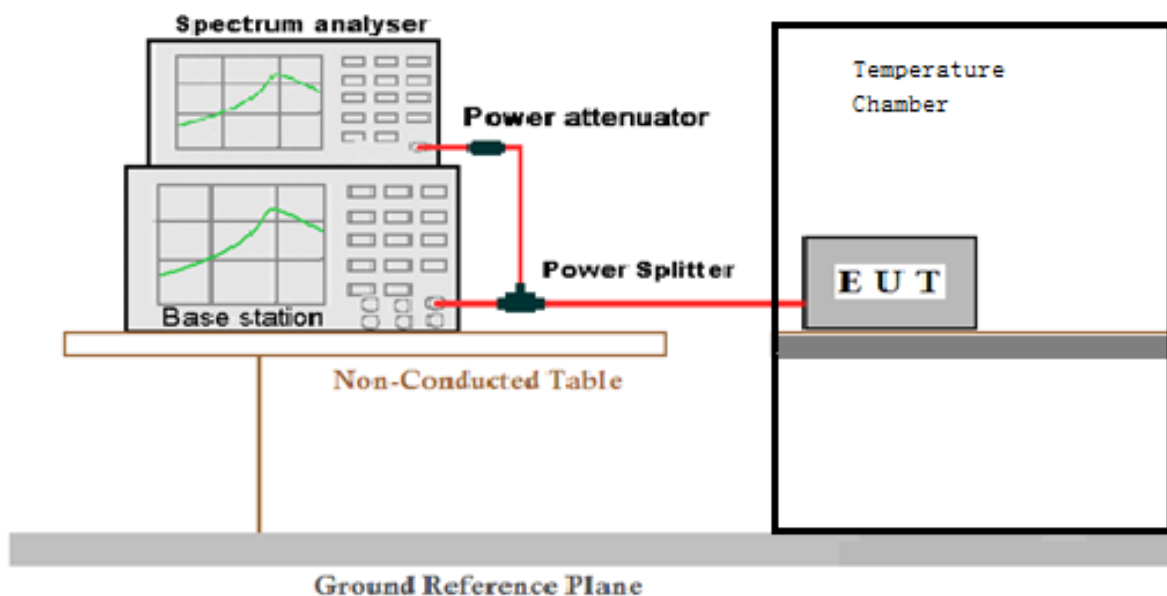 Spectrum analyser
Temperature
Chamber
Power attenuator
Power Splitter
E U T
Base station
Non-Conducted Table
Ground Reference Plane